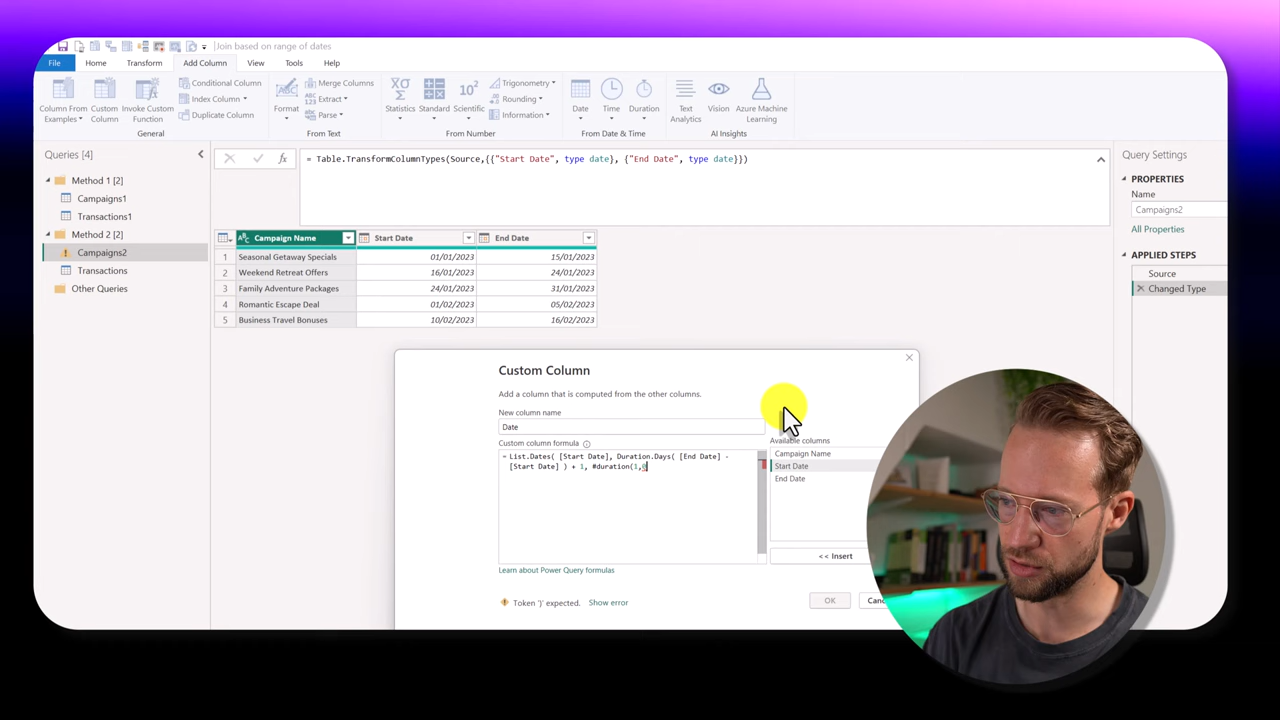 Join based on range of dates
File Home Transform Add Column View Tools Help
Column From Examples
Custom Column
Invoke Custom Function
Conditional Column
Index Column
Duplicate Column
General
Format
Merge Columns
Extract
Parse
From Text
Statistics
Standard
Scientific
Trigonometry
Rounding
Information
From Number
Date
Time
Duration
From Date & Time
Text Analytics
Vision
Azure Machine Learning
AI Insights
Queries [4]
Method 1 [2]
Campaigns1
Transactions1
Method 2 [2]
Campaigns2
Transactions
Other Queries
= Table.TransformColumnTypes(Source,{{"Start Date", type date}, {"End Date", type date}})
Campaign Name Start Date End Date
1 Seasonal Getaway Specials 01/01/2023 15/01/2023
2 Weekend Retreat Offers 16/01/2023 24/01/2023
3 Family Adventure Packages 24/01/2023 31/01/2023
4 Romantic Escape Deal 01/02/2023 05/02/2023
5 Business Travel Bonuses 10/02/2023 16/02/2023
Query Settings
PROPERTIES
Name
Campaigns2
All Properties
APPLIED STEPS
Source
Changed Type
Custom Column
Add a column that is computed from the other columns.
New column name
Date
Custom column formula
= List.Dates( [Start Date], Duration.Days( [End Date] -
[Start Date] ) + 1, #duration(1,0
Available columns
Campaign Name
Start Date
End Date
<< Insert
Learn about Power Query formulas
Token ')' expected. Show error
OK